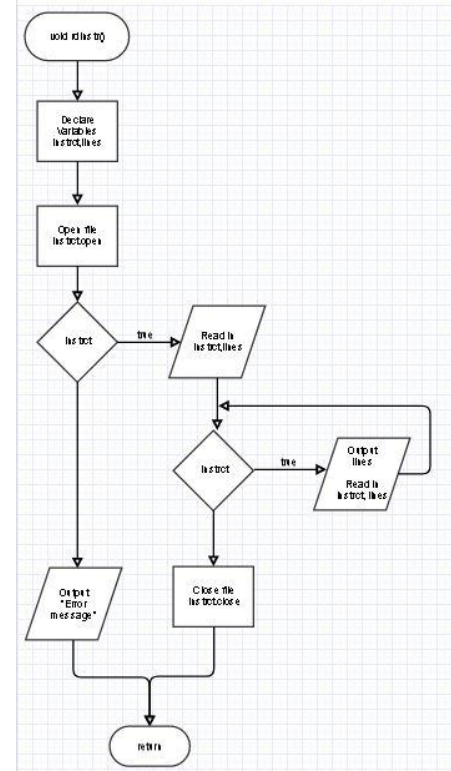 void rdInstr()
Declare
Variables
Instrct,lines
Open file
Instrct.open
Instrct
true
Read in
Instrct,lines
Instrct
true
Output
lines
Read in
Instrct, lines
Output
"Error
message"
Close file
Instrct.close
return